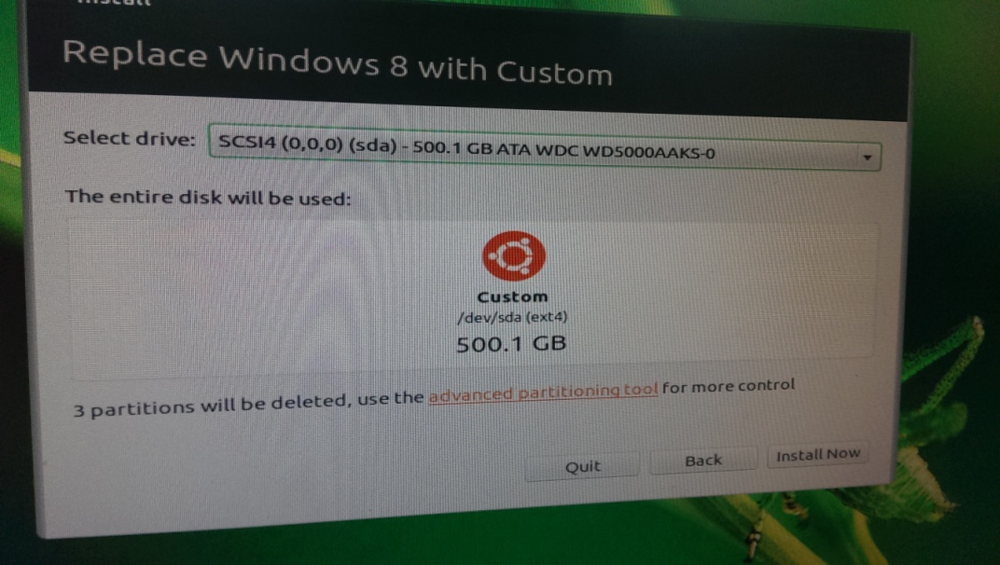 Install
Replace Windows 8 with Custom
Select drive: SCSI4 (0,0,0) (sda) - 500.1 GB ATA WDC WD5000AAKS-0
The entire disk will be used:
Custom
/dev/sda (ext4)
500.1 GB
3 partitions will be deleted, use the advanced partitioning tool for more control
Quit Back Install Now